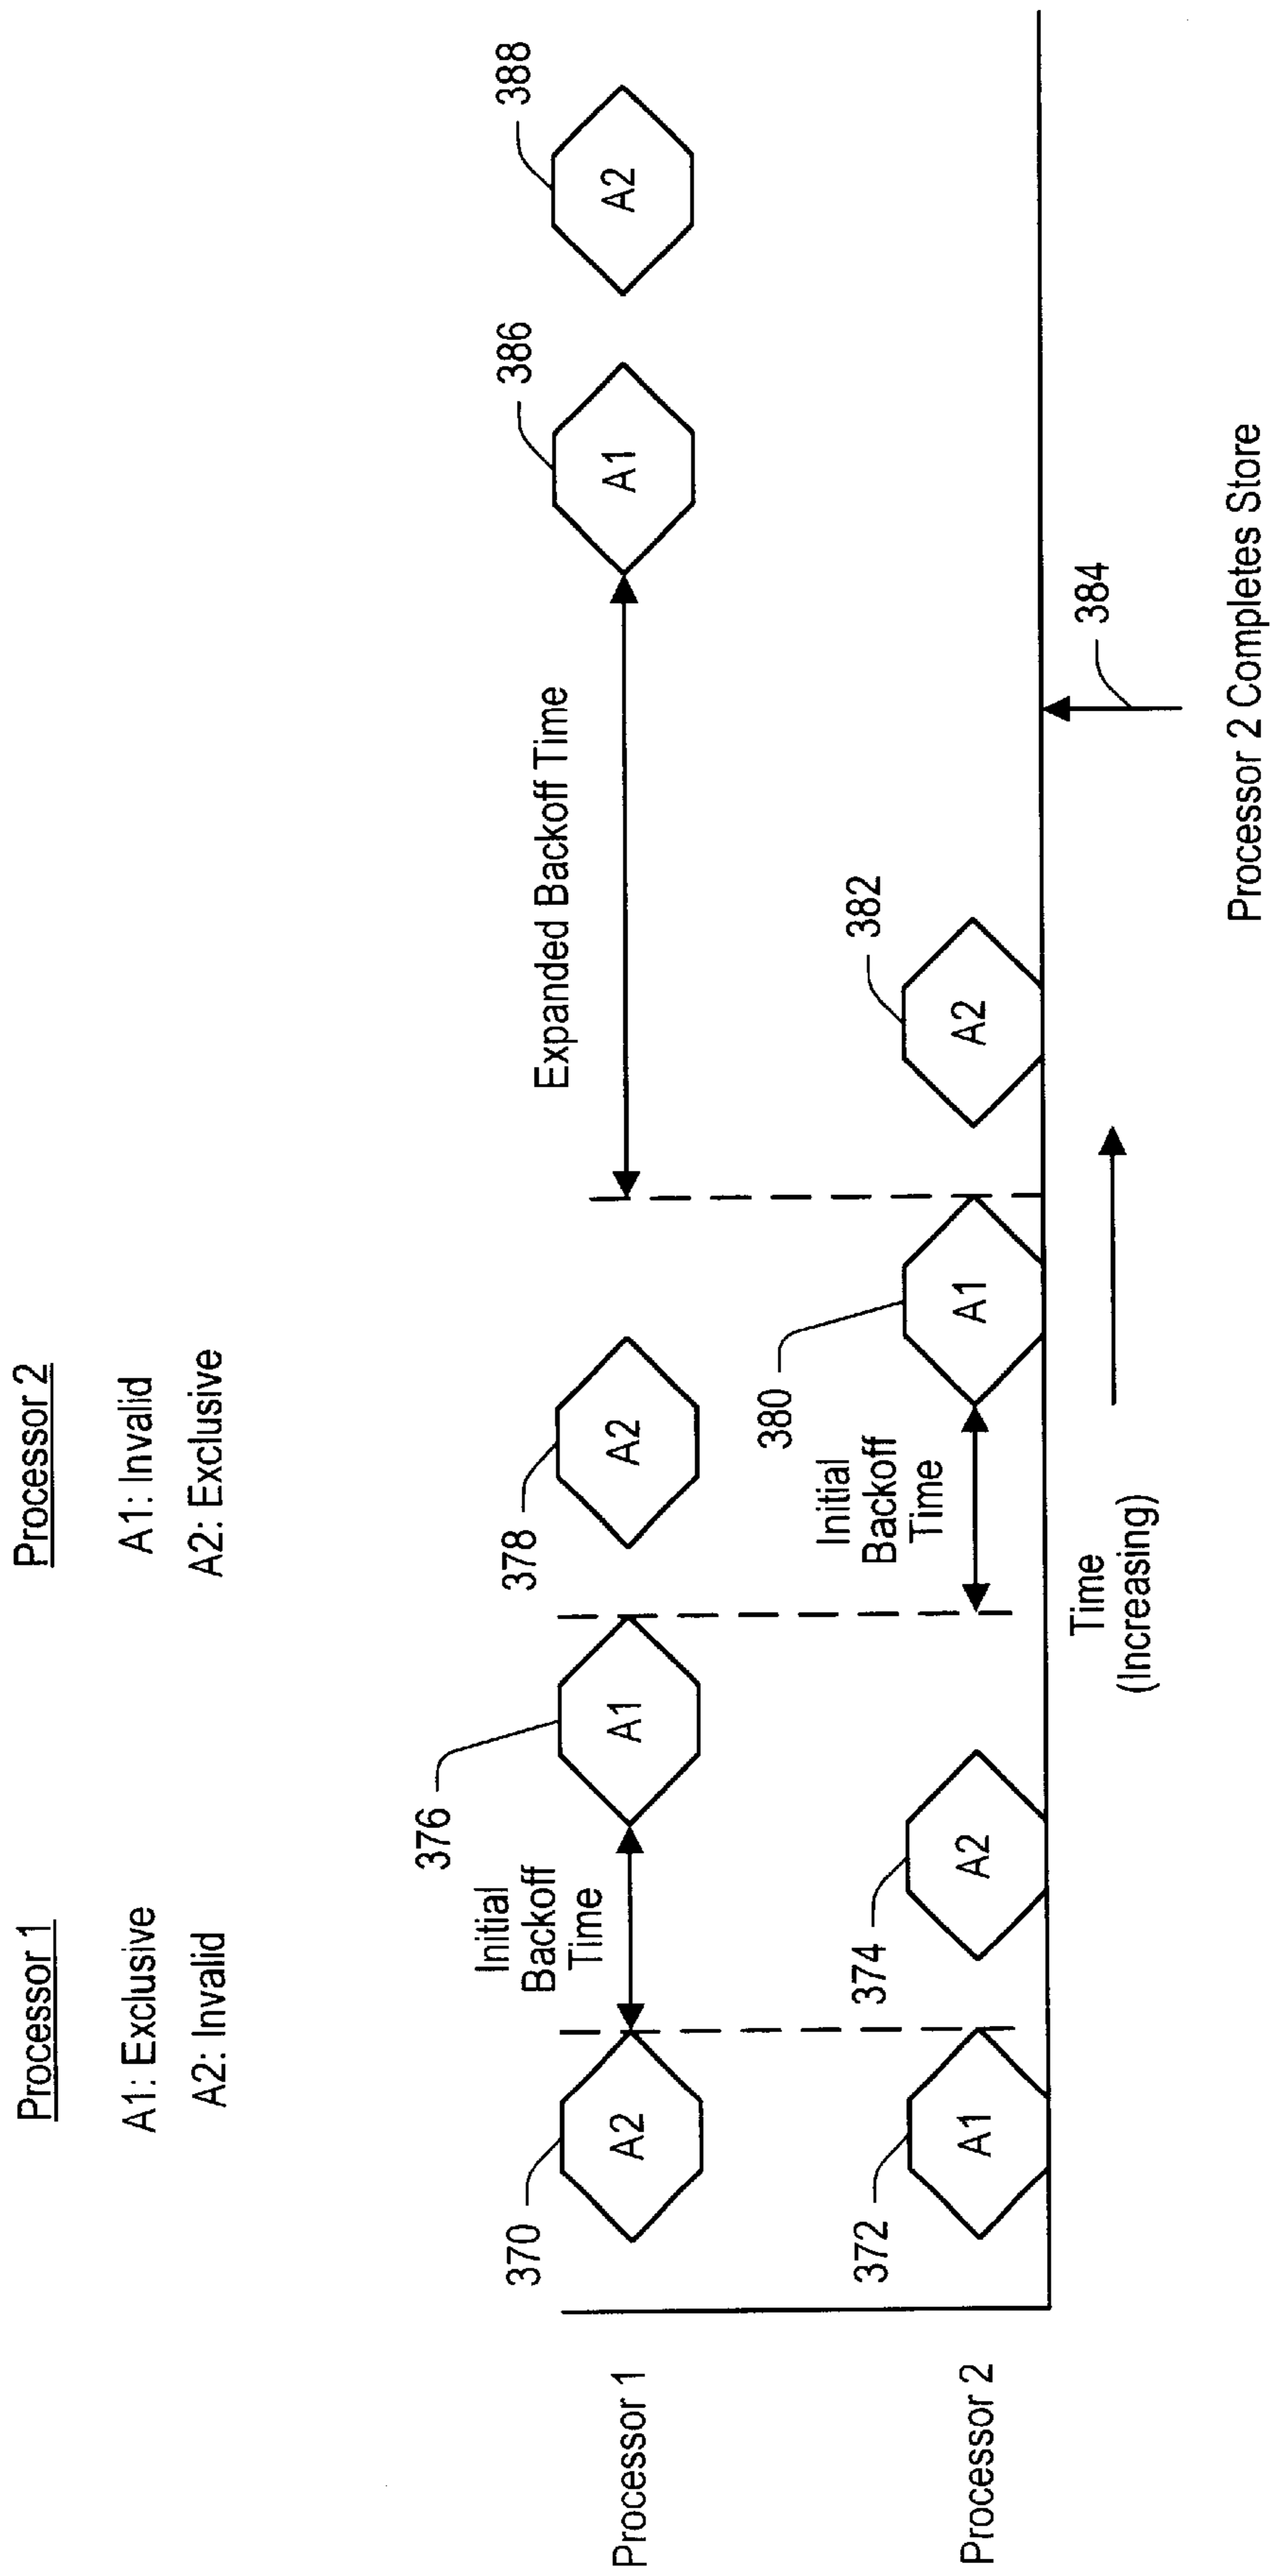 Processor 1
A1: Exclusive
A2: Invalid
Processor 2
A1: Invalid
A2: Exclusive
Processor 1
370
A2
Initial
Backoff
Time
376
A1
378
A2
Expanded Backoff Time
386
A1
388
A2
Processor 2
372
A1
374
A2
Initial
Backoff
Time
380
A1
382
A2
Time
(Increasing)
384
Processor 2 Completes Store